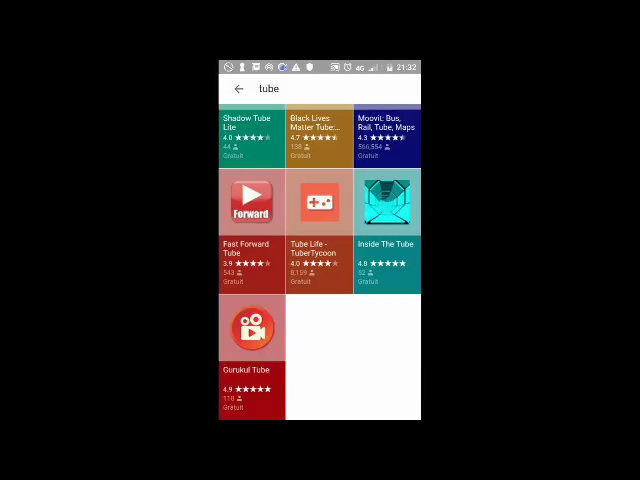 4G 21:32
tube
Shadow Tube
Lite
4.0
44
Gratuit
Black Lives
Matter Tube:...
4.7
138
Gratuit
Moovit: Bus,
Rail, Tube, Maps
4.3
566,554
Gratuit
Forward
Fast Forward
Tube
3.9
543
Gratuit
Tube Life -
TuberTycoon
4.0
8,159
Gratuit
Inside The Tube
4.8
52
Gratuit
Gurukul Tube
4.9
110
Gratuit